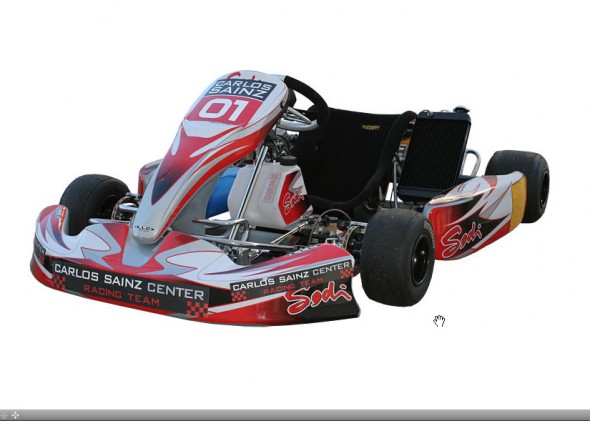 CARLOS
SAINZ
01
CARLOS SAINZ CENTER
RACING TEAM
CARLOS SAINZ CENTER
RACING TEAM
Sodi
Sodi
Sodi